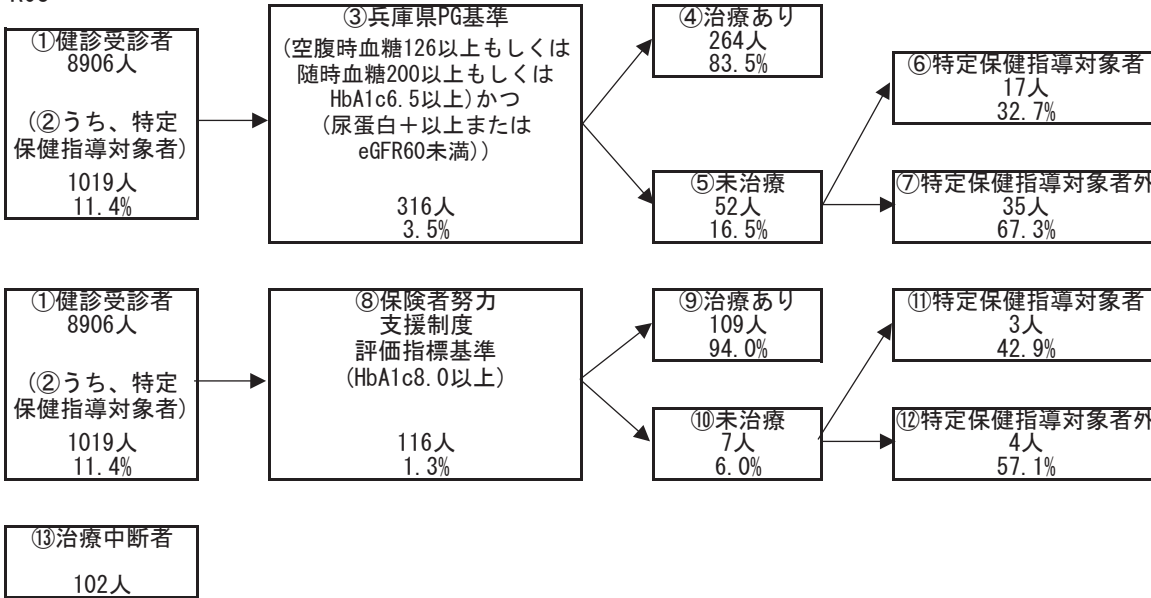 ①健診受診者
8906人
(②うち、特定
保健指導対象者)
1019人
11.4%
③兵庫県PG基準
(空腹時血糖126以上もしくは
随時血糖200以上もしくは
HbA1c6.5以上)かつ
(尿蛋白＋以上または
eGFR60未満))
316人
3.5%
④治療あり
264人
83.5%
⑤未治療
52人
16.5%
⑥特定保健指導対象者
17人
32.7%
⑦特定保健指導対象者外
35人
67.3%
①健診受診者
8906人
(②うち、特定
保健指導対象者)
1019人
11.4%
⑧保険者努力
支援制度
評価指標基準
(HbA1c8.0以上)
116人
1.3%
⑨治療あり
109人
94.0%
⑩未治療
7人
6.0%
⑪特定保健指導対象者
3人
42.9%
⑫特定保健指導対象者外
4人
57.1%
⑬治療中断者
102人